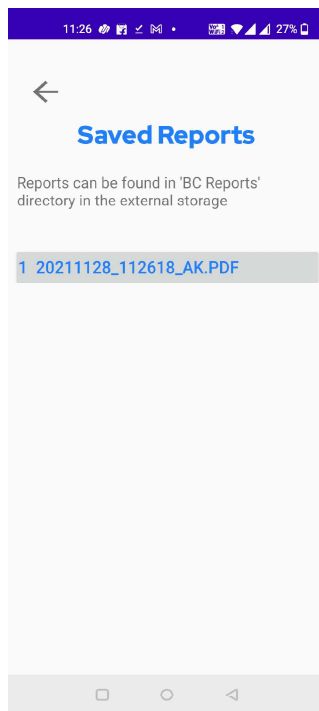 11:26 27%
Saved Reports
Reports can be found in 'BC Reports'
directory in the external storage
1 20211128_112618_AK.PDF